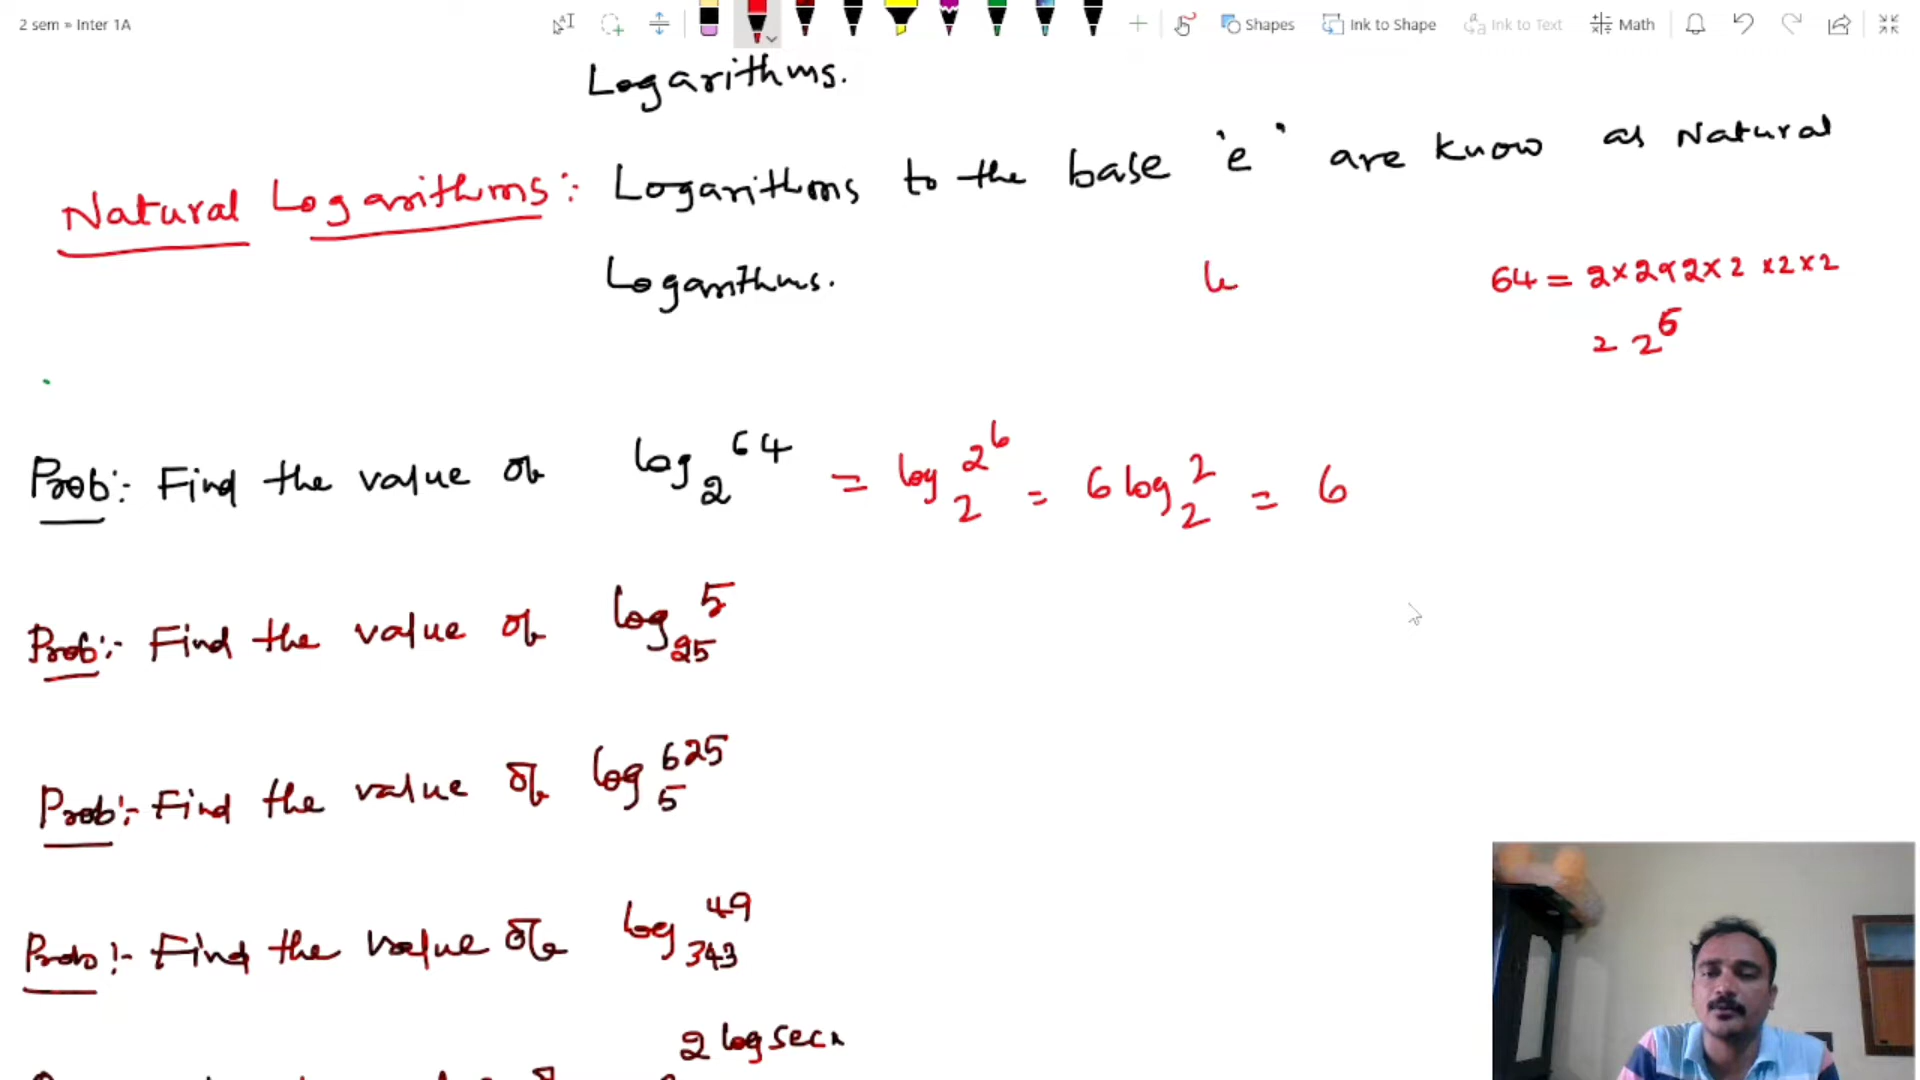 2 sem » Inter 1A
Shapes Ink to Shape Ink to Text Math
Logarithms.
Natural Logarithms: Logarithms to the base 'e' are know as Natural
Logarithms.
64 = 2×2×2×2×2×2
= 2^6
Prob:- Find the value of log_2 64 = log_2 2^6 = 6 log_2 2 = 6
Prob:- Find the value of log_25 5
Prob:- Find the value of log_5 625
Prob:- Find the value of log_343 49
2 log secx